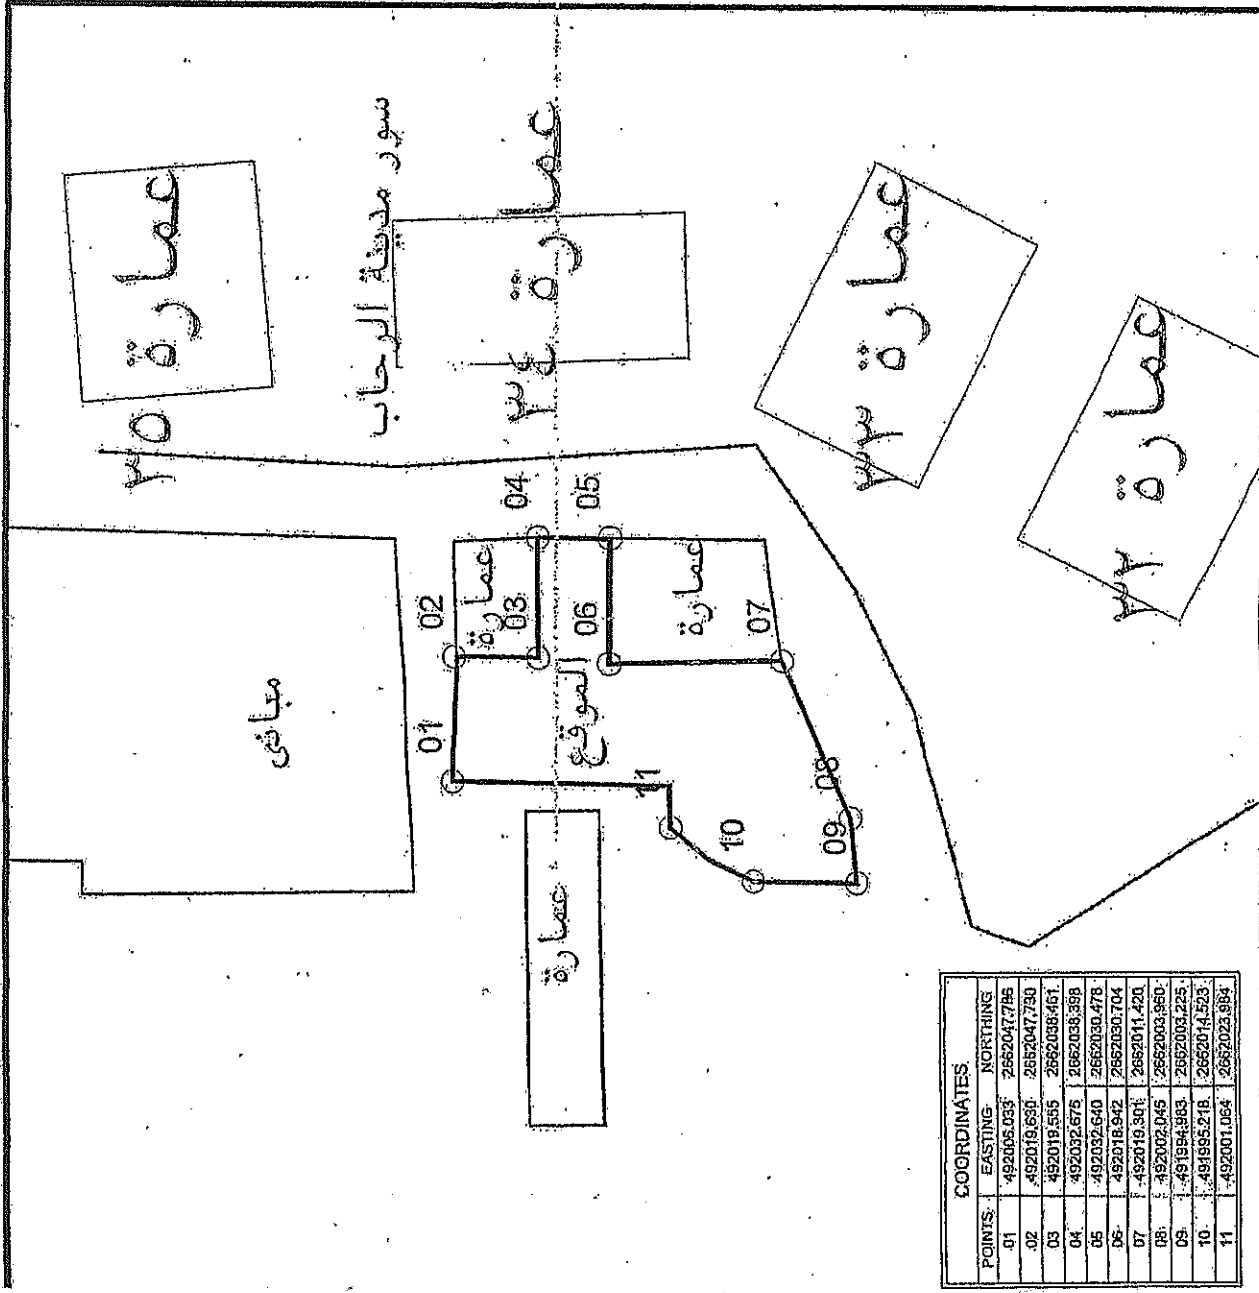 عمارة ٣٥
سور مدينة الرحاب
عمارة ٣٤
عمارة ٣٣
عمارة ٣٢
مبانى
01
02
عمارة
03
04
05
06
الموقع
عمارة
07
08
09
10
11
عمارة
COORDINATES
POINTS EASTING NORTHING
01 492006.033 2662047.786
02 492019.630 2662047.730
03 492019.555 2662038.461
04 492032.675 2662038.398
05 492032.640 2662030.478
06 492018.942 2662030.704
07 492019.301 2662011.420
08 492002.045 2662003.960
09 491994.983 2662003.225
10 491995.218 2662014.523
11 492001.064 2662023.984